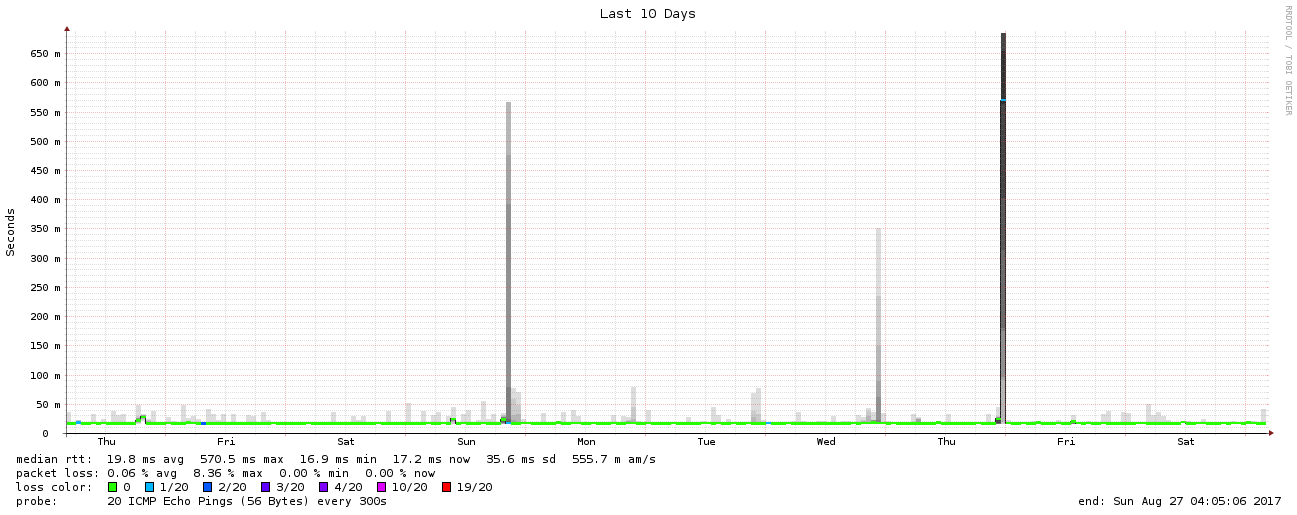 Last 10 Days
RRDTOOL / TOBI OETIKER
Seconds
650 m
600 m
550 m
500 m
450 m
400 m
350 m
300 m
250 m
200 m
150 m
100 m
50 m
0
Thu Fri Sat Sun Mon Tue Wed Thu Fri Sat
median rtt: 19.8 ms avg 570.5 ms max 16.9 ms min 17.2 ms now 35.6 ms sd 555.7 m am/s
packet loss: 0.06 % avg 8.36 % max 0.00 % min 0.00 % now
loss color: 0 1/20 2/20 3/20 4/20 10/20 19/20
probe: 20 ICMP Echo Pings (56 Bytes) every 300s end: Sun Aug 27 04:05:06 2017